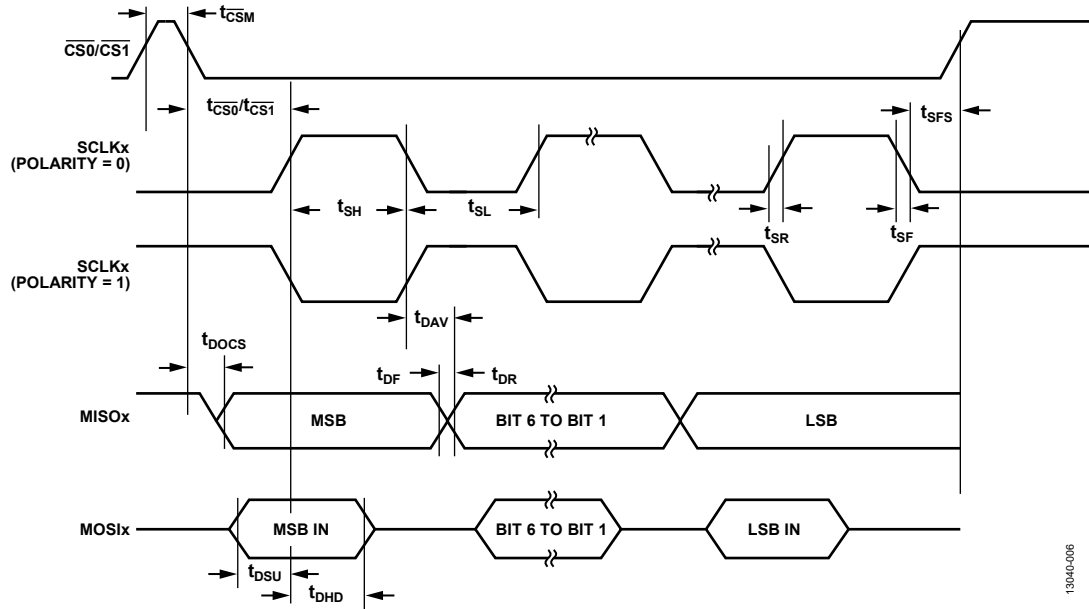 tCSM
CS0/CS1
tCS0/tCS1
tSFS
SCLKx
(POLARITY = 0)
tSH
tSL
tSR
tSF
SCLKx
(POLARITY = 1)
tDAV
tDOCS
tDF
tDR
MISOx
MSB
BIT 6 TO BIT 1
LSB
MOSIx
MSB IN
BIT 6 TO BIT 1
LSB IN
tDSU
tDHD
13040-006